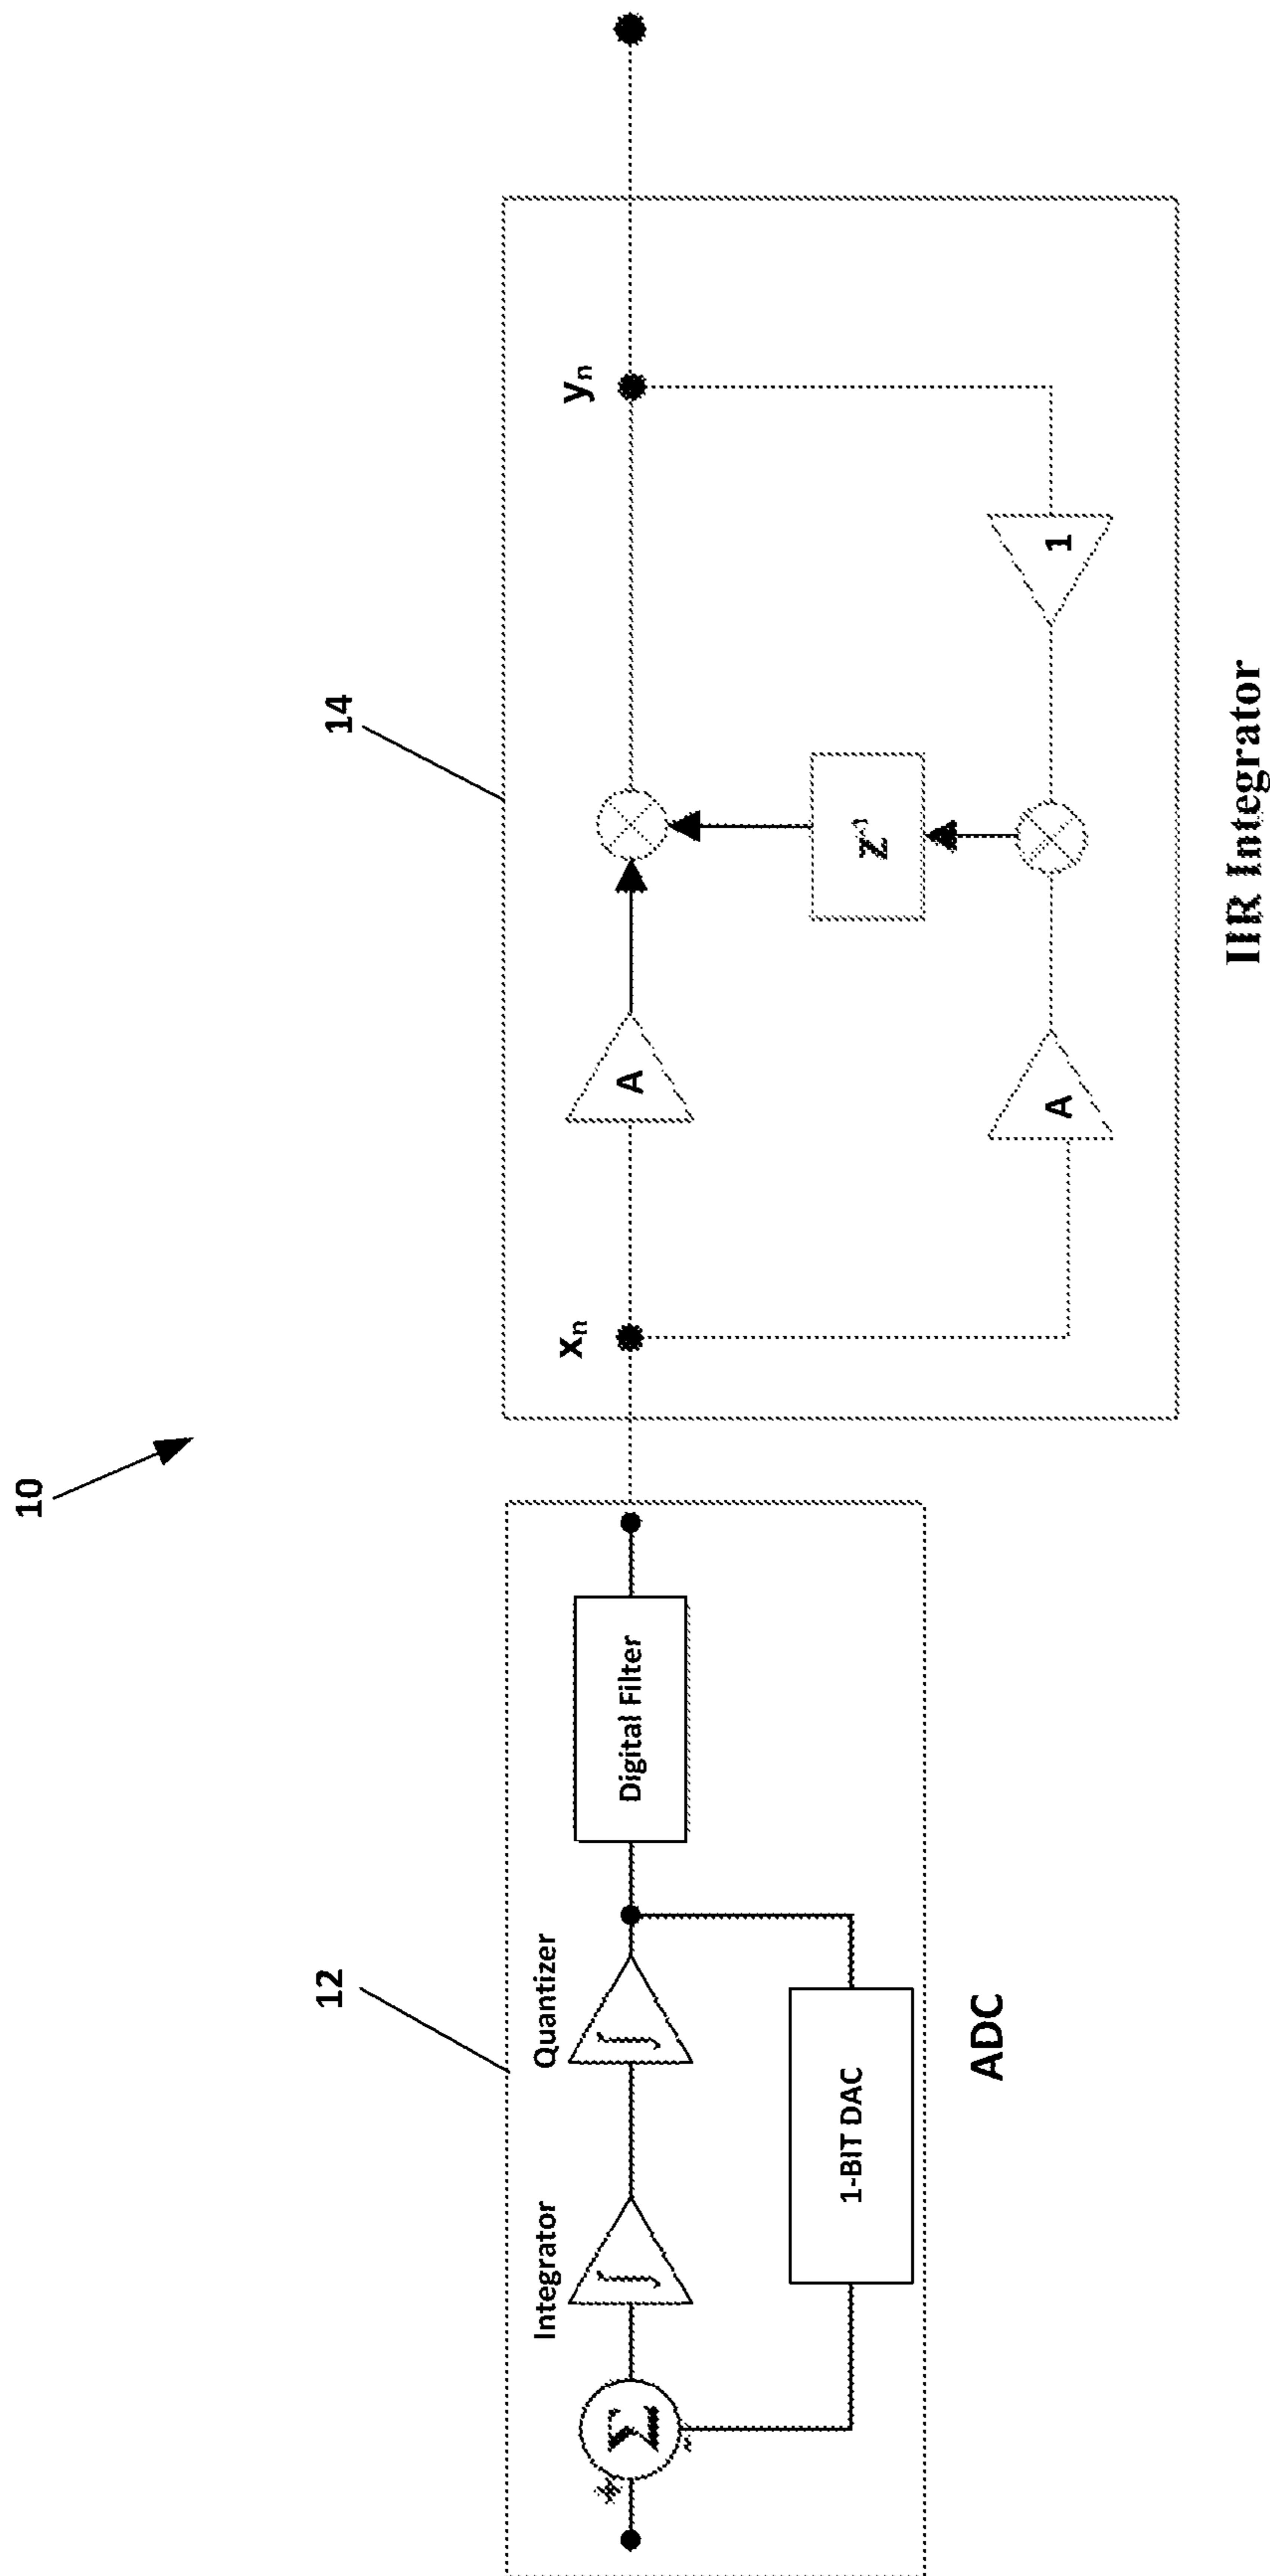 10
12
Integrator
Quantizer
∫
∫
Σ
Digital Filter
1-BIT DAC
ADC
14
xₙ
yₙ
A
A
z⁻¹
1
IIR Integrator